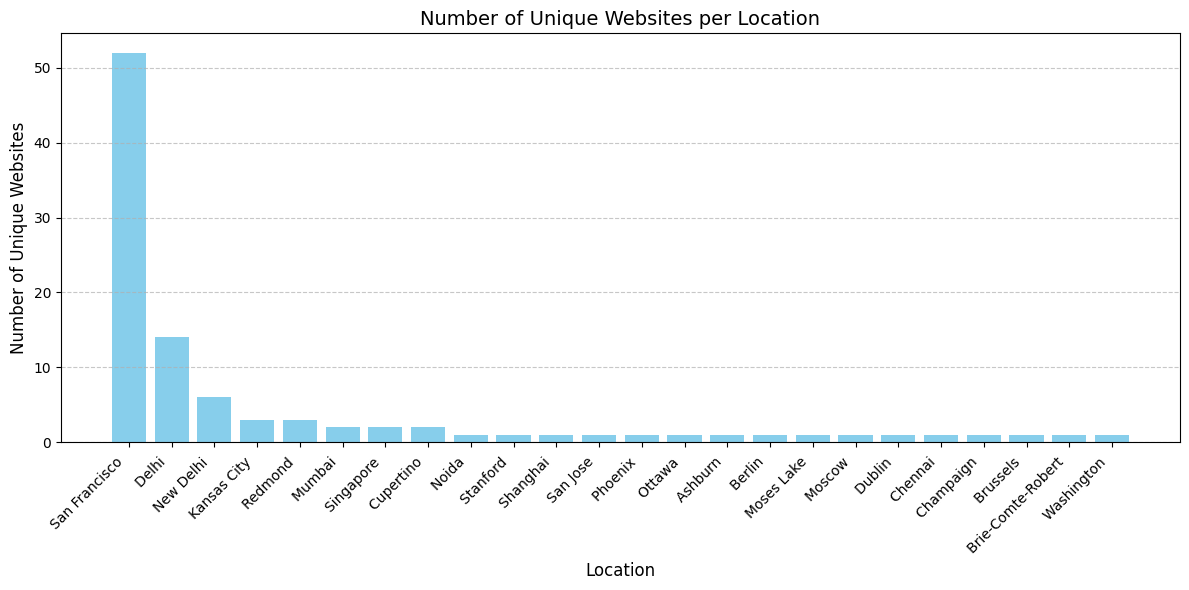 Number of Unique Websites per Location
Number of Unique Websites
50
40
30
20
10
0
San Francisco
Delhi
New Delhi
Kansas City
Redmond
Mumbai
Singapore
Cupertino
Noida
Stanford
Shanghai
San Jose
Phoenix
Ottawa
Ashburn
Berlin
Moses Lake
Moscow
Dublin
Chennai
Champaign
Brussels
Brie-Comte-Robert
Washington
Location